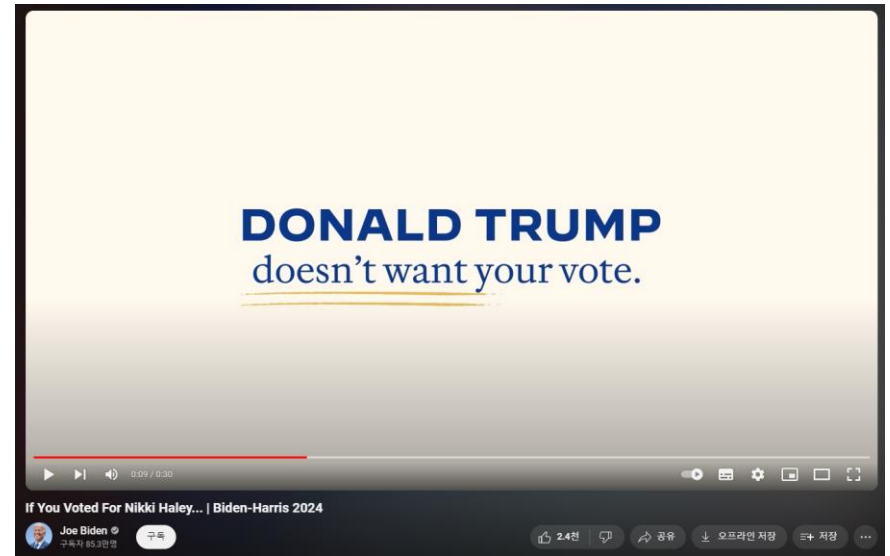 DONALD TRUMP
doesn’t want your vote.
0:09 / 0:30
If You Voted For Nikki Haley... | Biden-Harris 2024
Joe Biden
구독자 85.3만명
구독
2.4천
공유
오프라인 저장
저장